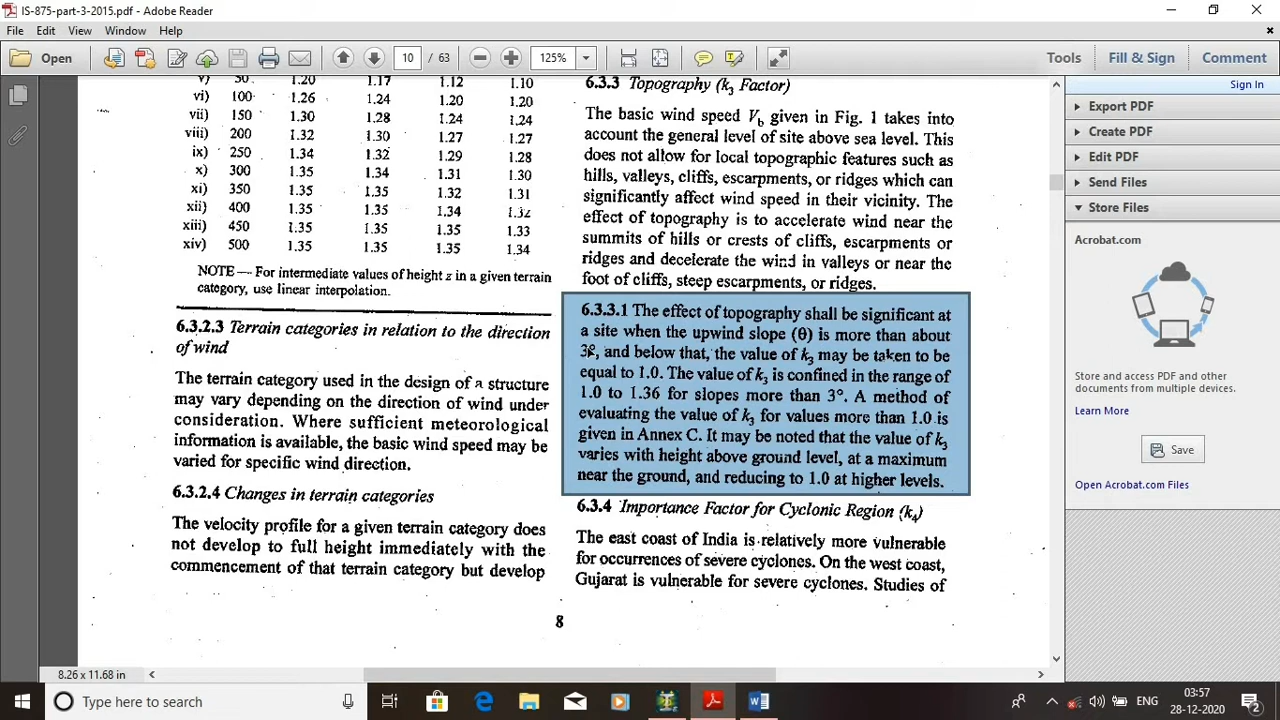 IS-875-part-3-2015.pdf - Adobe Reader
File Edit View Window Help
Open 10 / 63 125% Tools Fill & Sign Comment
Sign In
Export PDF
Create PDF
Edit PDF
Send Files
Store Files
Acrobat.com
Store and access PDF and other
documents from multiple devices.
Learn More
Save
Open Acrobat.com Files
v) 50 1.20 1.17 1.12 1.10
vi) 100 1.26 1.24 1.20 1.20
vii) 150 1.30 1.28 1.24 1.24
viii) 200 1.32 1.30 1.27 1.27
ix) 250 1.34 1.32 1.29 1.28
x) 300 1.35 1.34 1.31 1.30
xi) 350 1.35 1.35 1.32 1.31
xii) 400 1.35 1.35 1.34 1.32
xiii) 450 1.35 1.35 1.35 1.33
xiv) 500 1.35 1.35 1.35 1.34
NOTE — For intermediate values of height z in a given terrain
category, use linear interpolation.
6.3.2.3 Terrain categories in relation to the direction
of wind
The terrain category used in the design of a structure
may vary depending on the direction of wind under
consideration. Where sufficient meteorological
information is available, the basic wind speed may be
varied for specific wind direction.
6.3.2.4 Changes in terrain categories
The velocity profile for a given terrain category does
not develop to full height immediately with the
commencement of that terrain category but develop
6.3.3 Topography (k3 Factor)
The basic wind speed Vb given in Fig. 1 takes into
account the general level of site above sea level. This
does not allow for local topographic features such as
hills, valleys, cliffs, escarpments, or ridges which can
significantly affect wind speed in their vicinity. The
effect of topography is to accelerate wind near the
summits of hills or crests of cliffs, escarpments or
ridges and decelerate the wind in valleys or near the
foot of cliffs, steep escarpments, or ridges.
6.3.3.1 The effect of topography shall be significant at
a site when the upwind slope (θ) is more than about
3°, and below that, the value of k3 may be taken to be
equal to 1.0. The value of k3 is confined in the range of
1.0 to 1.36 for slopes more than 3°. A method of
evaluating the value of k3 for values more than 1.0 is
given in Annex C. It may be noted that the value of k3
varies with height above ground level, at a maximum
near the ground, and reducing to 1.0 at higher levels.
6.3.4 Importance Factor for Cyclonic Region (k4)
The east coast of India is relatively more vulnerable
for occurrences of severe cyclones. On the west coast,
Gujarat is vulnerable for severe cyclones. Studies of
8
8.26 x 11.68 in
Type here to search
ENG
03:57
28-12-2020
2